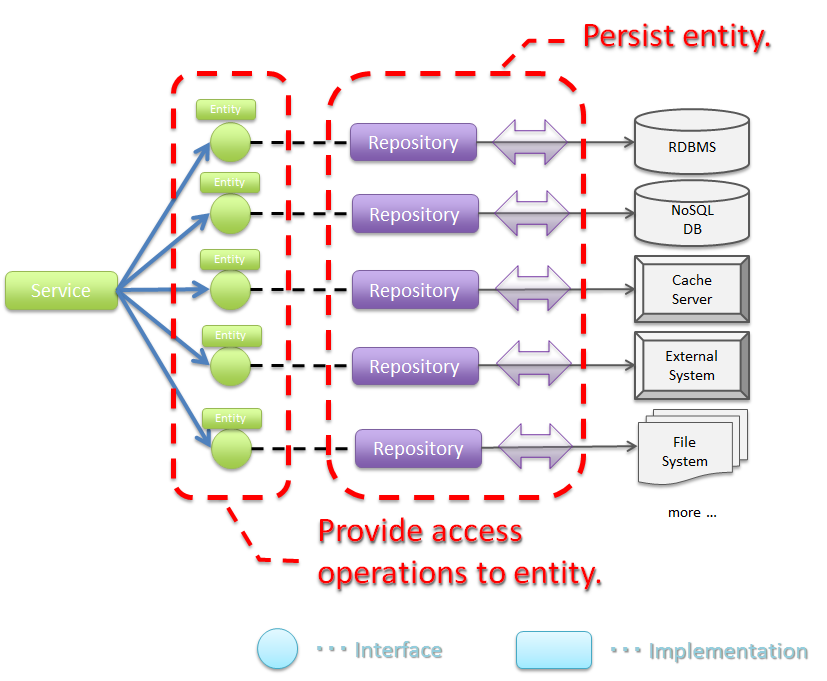 Persist entity.
Entity
Repository
RDBMS
Entity
Repository
NoSQL
DB
Entity
Service
Repository
Cache
Server
Entity
Repository
External
System
Entity
Repository
File
System
more ...
Provide access
operations to entity.
･･･ Interface
･･･ Implementation